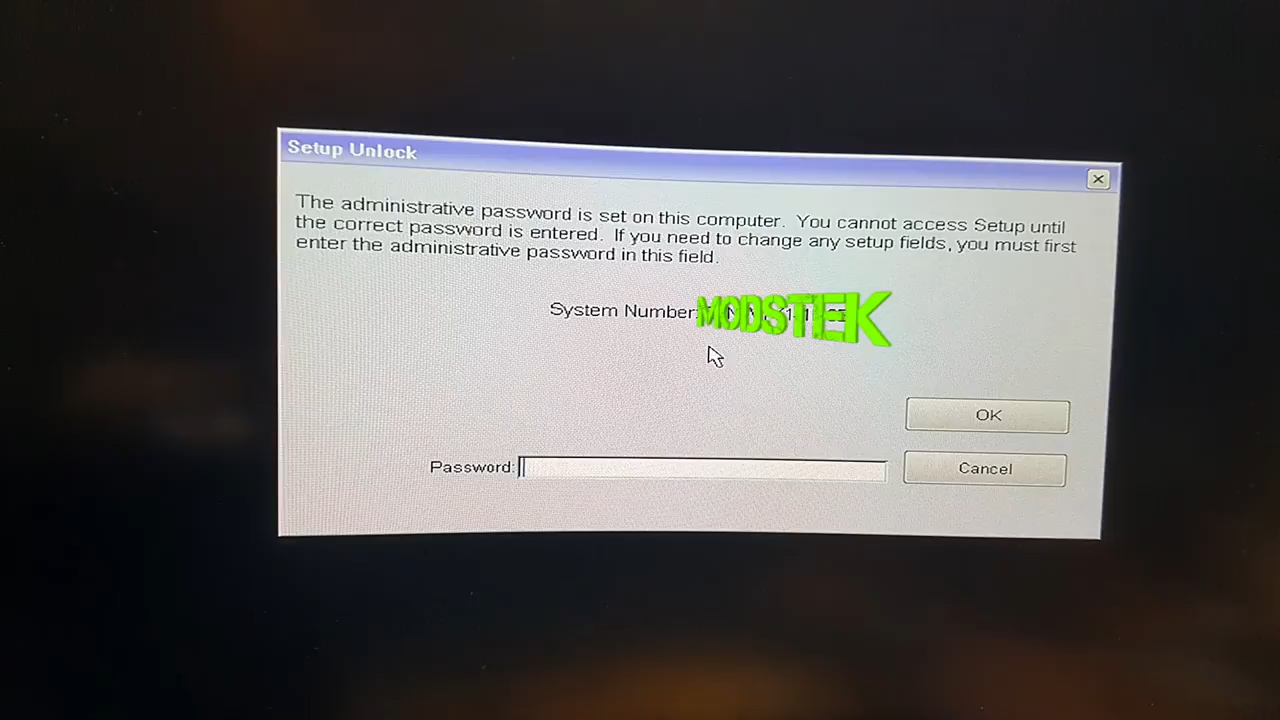 Setup Unlock
The administrative password is set on this computer. You cannot access Setup until
the correct password is entered. If you need to change any setup fields, you must first
enter the administrative password in this field.
System Number:
MODSTEK
OK
Password:
Cancel